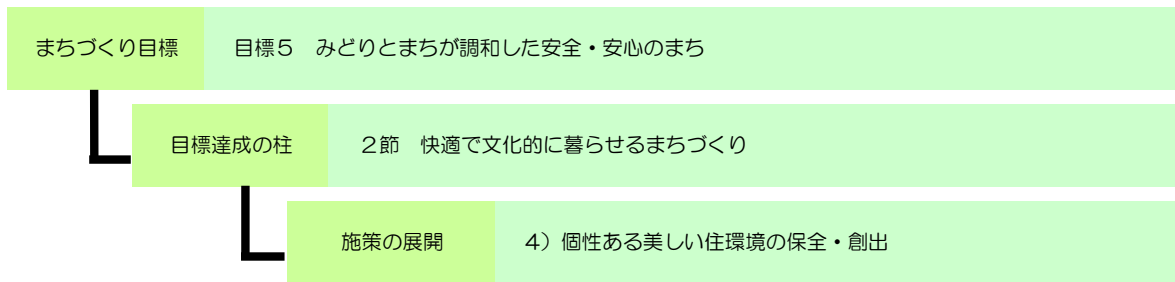 まちづくり目標　目標５　みどりとまちが調和した安全・安心のまち
目標達成の柱　２節　快適で文化的に暮らせるまちづくり
施策の展開　４）個性ある美しい住環境の保全・創出